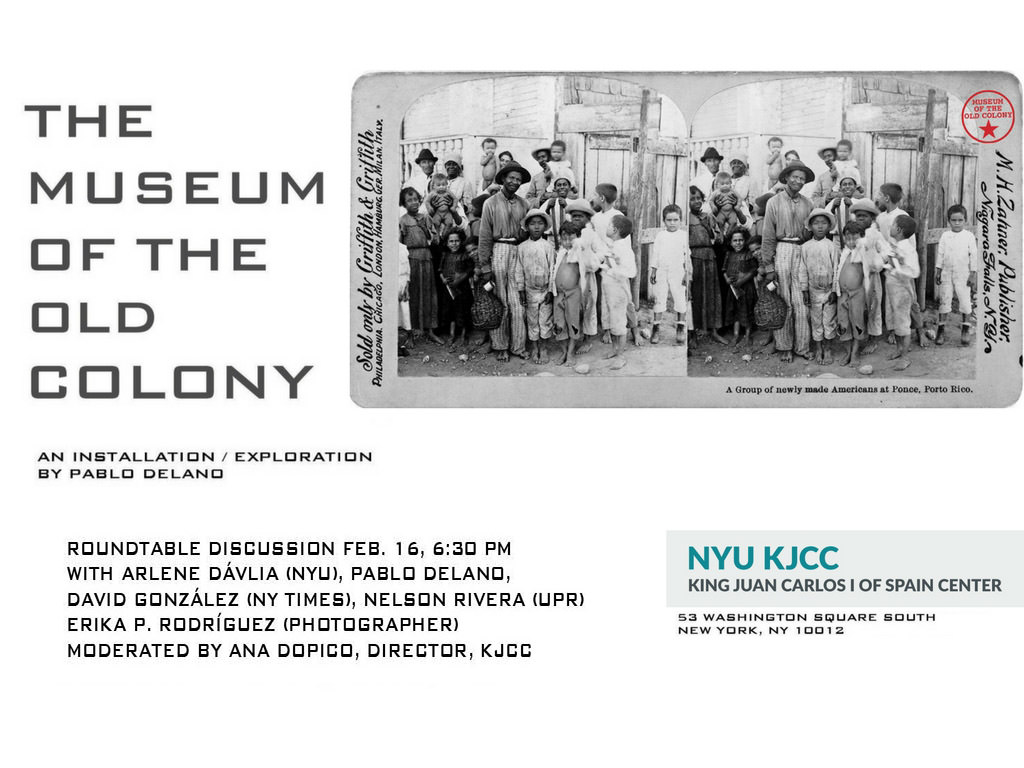 THE
MUSEUM
OF THE
OLD
COLONY
AN INSTALLATION / EXPLORATION
BY PABLO DELANO
Sold only by Griffith & Griffith
PHILADELPHIA, CHICAGO, LONDON, HAMBURG, GER. MILAN, ITALY.
MUSEUM
OF THE
OLD COLONY
M. H. Zahner, Publisher,
Niagara Falls, N.Y.
A Group of newly made Americans at Ponce, Porto Rico.
ROUNDTABLE DISCUSSION FEB. 16, 6:30 PM
WITH ARLENE DÁVLIA (NYU), PABLO DELANO,
DAVID GONZÁLEZ (NY TIMES), NELSON RIVERA (UPR)
ERIKA P. RODRÍGUEZ (PHOTOGRAPHER)
MODERATED BY ANA DOPICO, DIRECTOR, KJCC
NYU KJCC
KING JUAN CARLOS I OF SPAIN CENTER
53 WASHINGTON SQUARE SOUTH
NEW YORK, NY 10012